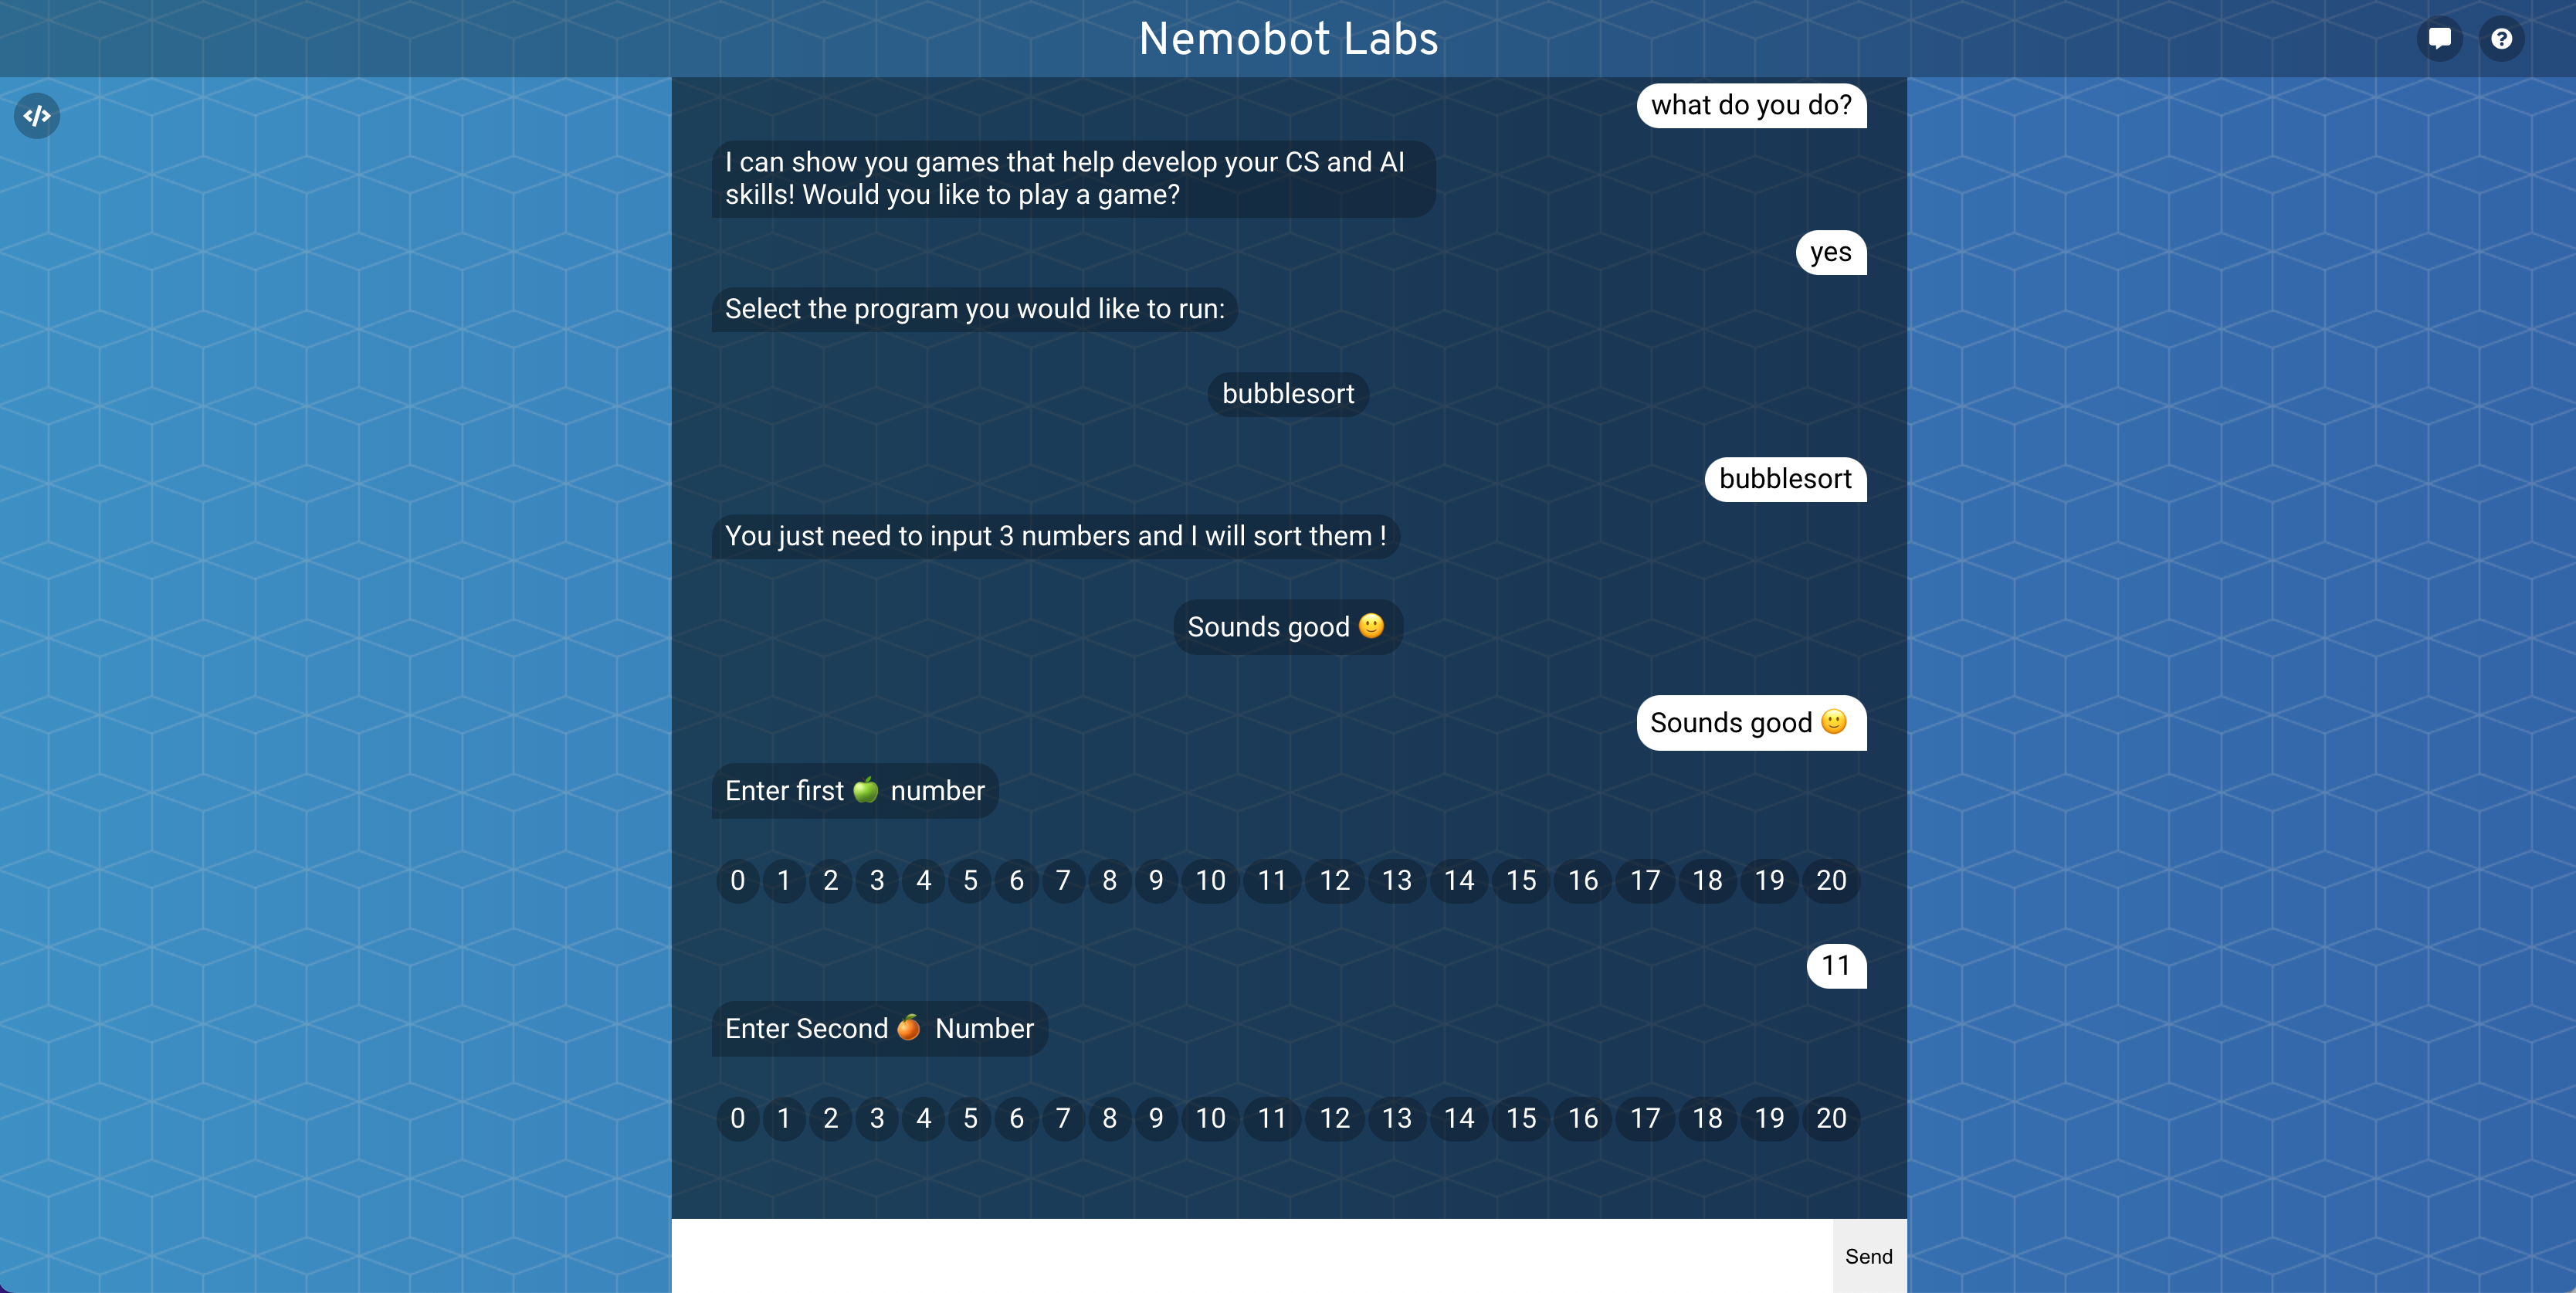 Nemobot Labs
what do you do?
I can show you games that help develop your CS and AI
skills! Would you like to play a game?
yes
Select the program you would like to run:
bubblesort
bubblesort
You just need to input 3 numbers and I will sort them !
Sounds good 🙂
Sounds good 🙂
Enter first 🍏 number
0 1 2 3 4 5 6 7 8 9 10 11 12 13 14 15 16 17 18 19 20
11
Enter Second 🍊 Number
0 1 2 3 4 5 6 7 8 9 10 11 12 13 14 15 16 17 18 19 20
Send